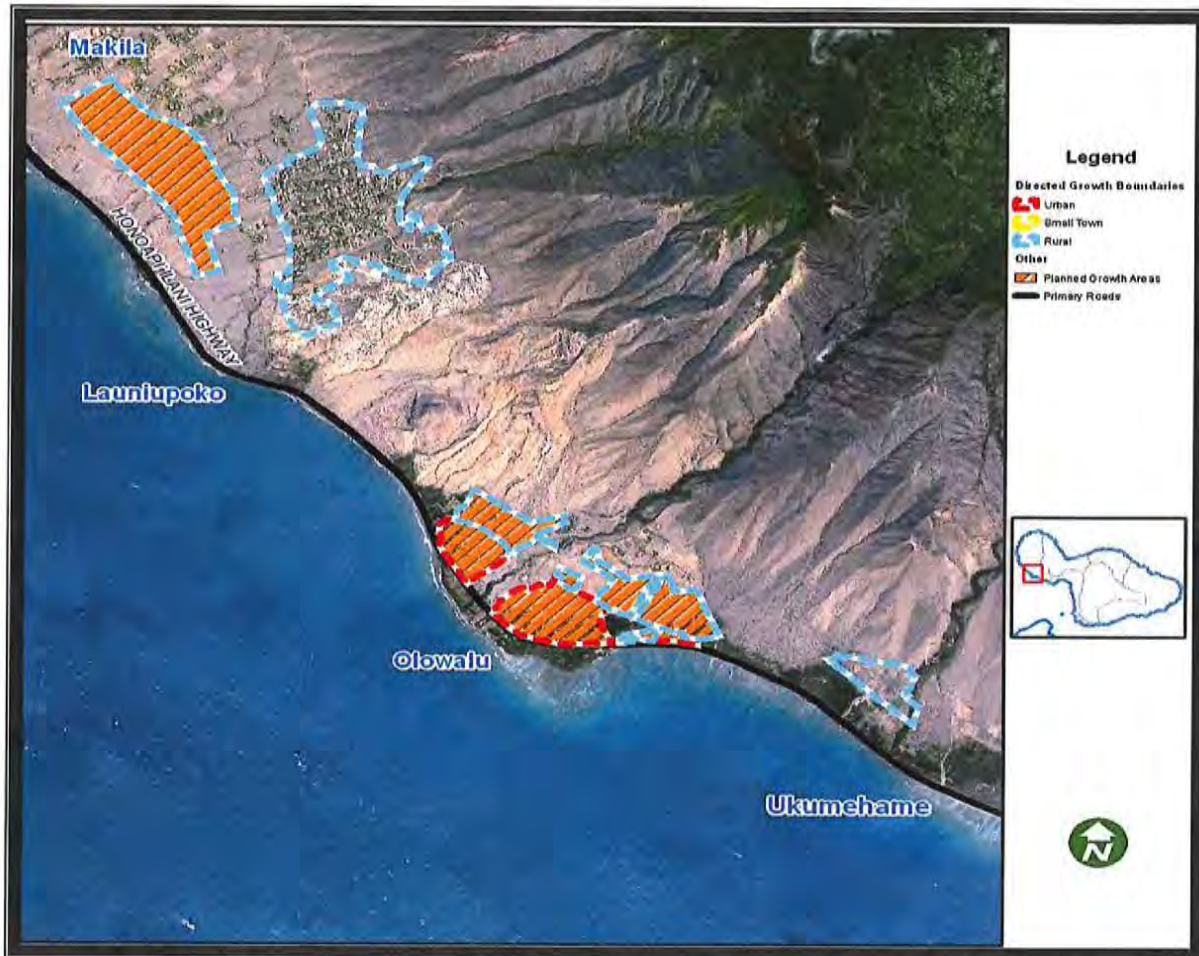 Makila
HONOAPIILANI HIGHWAY
Launiupoko
Olowalu
Ukumehame
Legend
Directed Growth Boundaries
Urban
Small Town
Rural
Other
Planned Growth Areas
Primary Roads
N